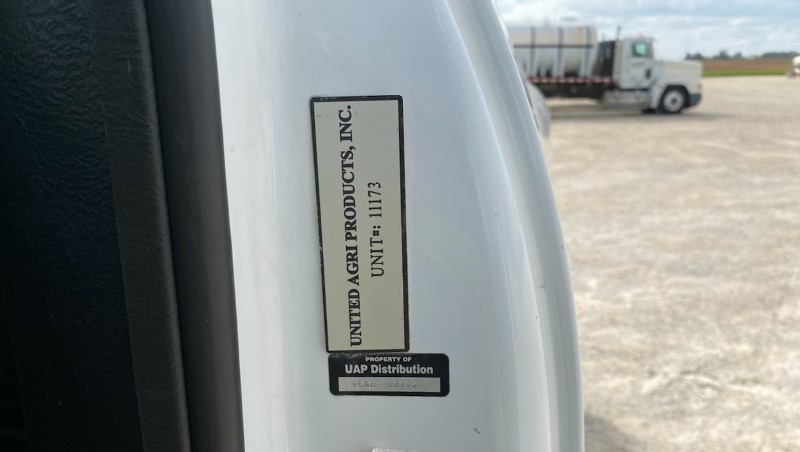 UNITED AGRI PRODUCTS, INC.
UNIT#: 11173
PROPERTY OF
UAP Distribution